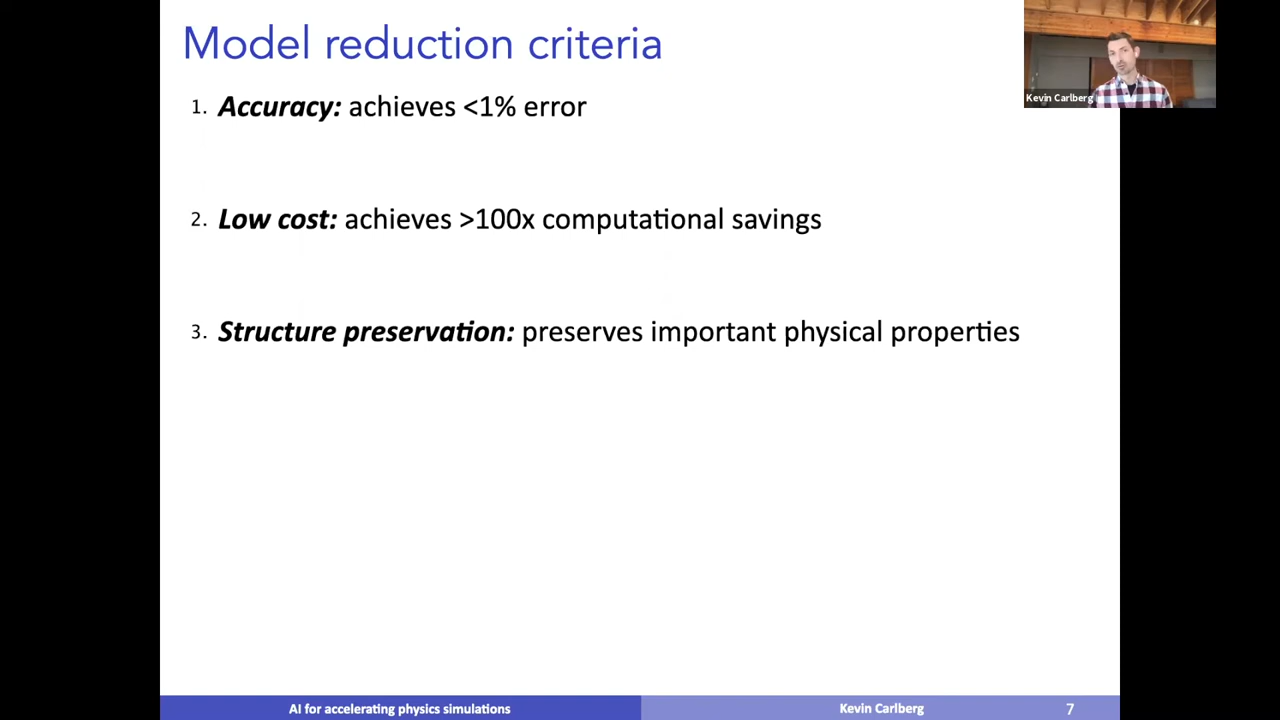 Model reduction criteria
1. Accuracy: achieves <1% error
2. Low cost: achieves >100x computational savings
3. Structure preservation: preserves important physical properties
Kevin Carlberg
AI for accelerating physics simulations
Kevin Carlberg
7